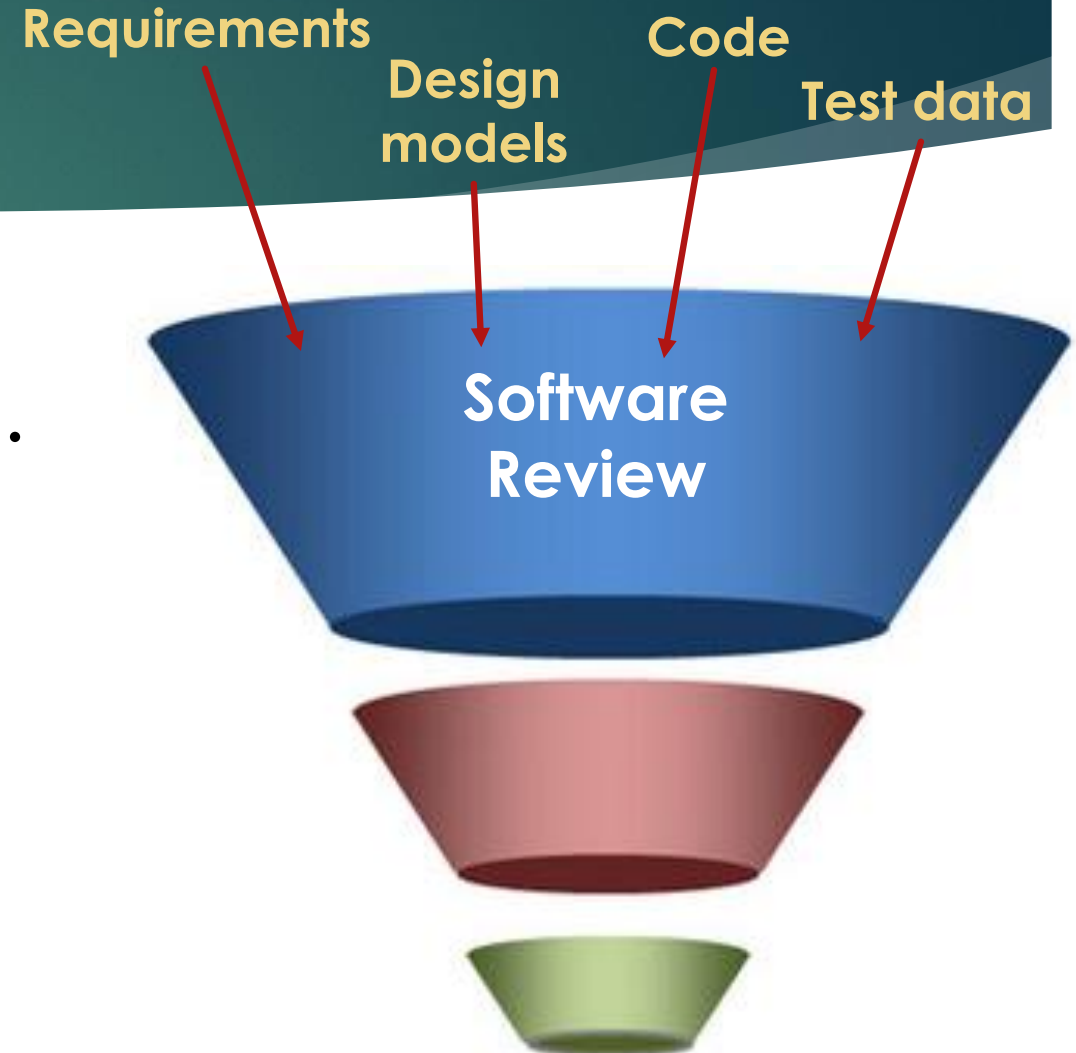 Requirements
Design
models
Code
Test data
•
Software
Review